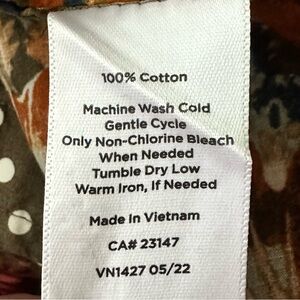 100% Cotton
Machine Wash Cold
Gentle Cycle
Only Non-Chlorine Bleach
When Needed
Tumble Dry Low
Warm Iron, If Needed
Made In Vietnam
CA# 23147
VN1427 05/22